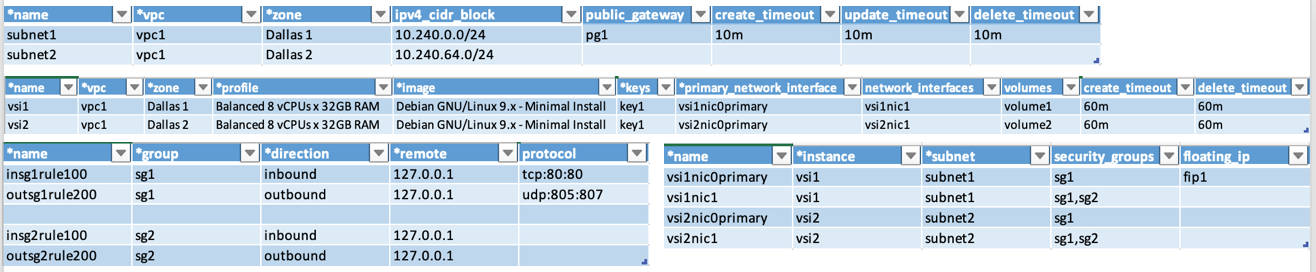 *name *vpc *zone ipv4_cidr_block public_gateway create_timeout update_timeout delete_timeout
subnet1 vpc1 Dallas 1 10.240.0.0/24 pg1 10m 10m 10m
subnet2 vpc1 Dallas 2 10.240.64.0/24
*name *vpc *zone *profile *image *keys *primary_network_interface network_interfaces volumes create_timeout delete_timeout
vsi1 vpc1 Dallas 1 Balanced 8 vCPUs x 32GB RAM Debian GNU/Linux 9.x - Minimal Install key1 vsi1nic0primary vsi1nic1 volume1 60m 60m
vsi2 vpc1 Dallas 2 Balanced 8 vCPUs x 32GB RAM Debian GNU/Linux 9.x - Minimal Install key1 vsi2nic0primary vsi2nic1 volume2 60m 60m
*name *group *direction *remote protocol
insg1rule100 sg1 inbound 127.0.0.1 tcp:80:80
outsg1rule200 sg1 outbound 127.0.0.1 udp:805:807
insg2rule100 sg2 inbound 127.0.0.1
outsg2rule200 sg2 outbound 127.0.0.1
*name *instance *subnet security_groups floating_ip
vsi1nic0primary vsi1 subnet1 sg1 fip1
vsi1nic1 vsi1 subnet1 sg1,sg2
vsi2nic0primary vsi2 subnet2 sg1
vsi2nic1 vsi2 subnet2 sg1,sg2